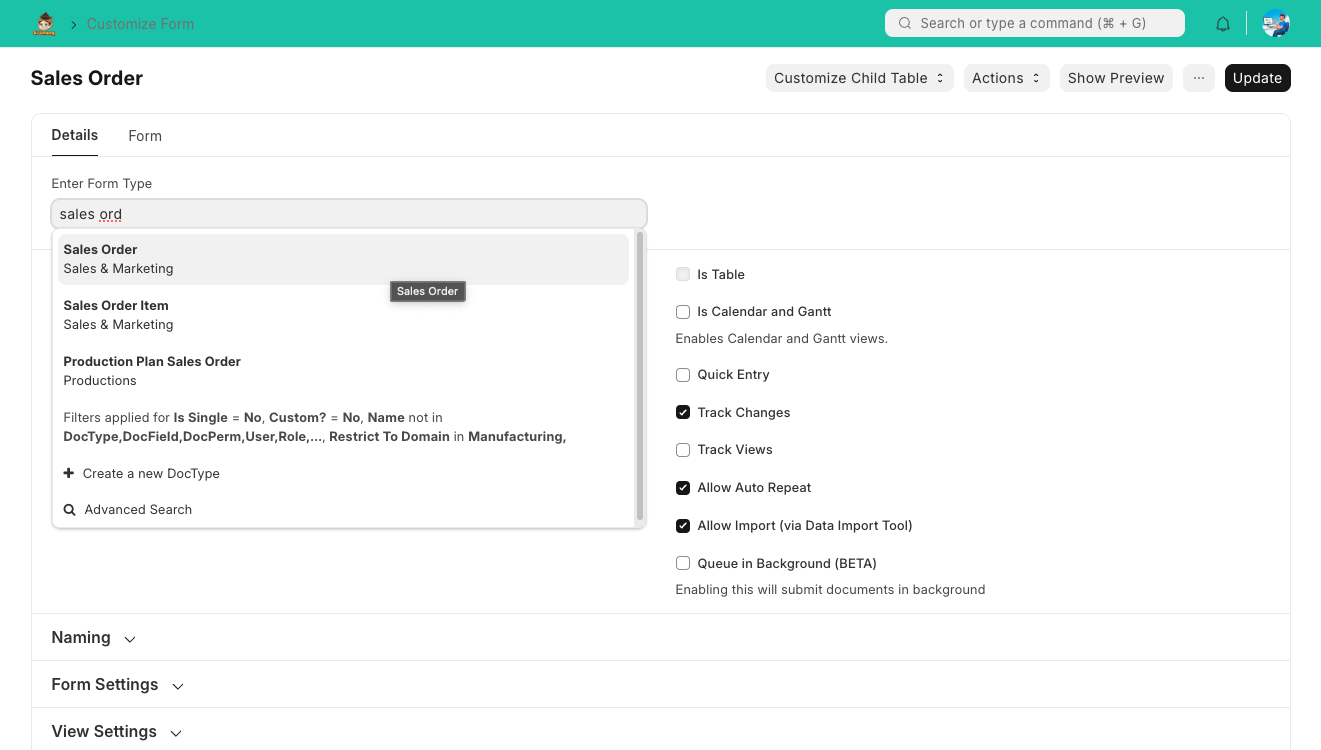 Customize Form
Search or type a command (⌘ + G)
Sales Order
Customize Child Table
Actions
Show Preview
···
Update
Details
Form
Enter Form Type
sales ord
Sales Order
Sales & Marketing
Sales Order
Sales Order Item
Sales & Marketing
Production Plan Sales Order
Productions
Filters applied for Is Single = No, Custom? = No, Name not in
DocType,DocField,DocPerm,User,Role,..., Restrict To Domain in Manufacturing,
Create a new DocType
Advanced Search
Is Table
Is Calendar and Gantt
Enables Calendar and Gantt views.
Quick Entry
Track Changes
Track Views
Allow Auto Repeat
Allow Import (via Data Import Tool)
Queue in Background (BETA)
Enabling this will submit documents in background
Naming
Form Settings
View Settings